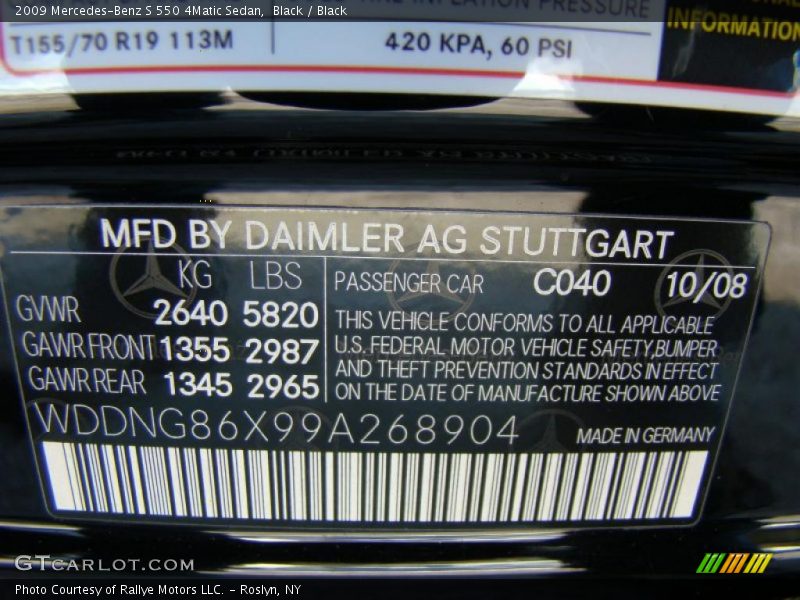 2009 Mercedes-Benz S 550 4Matic Sedan, Black / Black
INFLATION PRESSURE
INFORMATION
T155/70 R19 113M 420 KPA, 60 PSI
MFD BY DAIMLER AG STUTTGART
KG LBS
GVWR 2640 5820
GAWR FRONT 1355 2987
GAWR REAR 1345 2965
PASSENGER CAR C040 10/08
THIS VEHICLE CONFORMS TO ALL APPLICABLE
U.S. FEDERAL MOTOR VEHICLE SAFETY, BUMPER
AND THEFT PREVENTION STANDARDS IN EFFECT
ON THE DATE OF MANUFACTURE SHOWN ABOVE
WDDNG86X99A268904
MADE IN GERMANY
GTCARLOT.COM
Photo Courtesy of Rallye Motors LLC. - Roslyn, NY